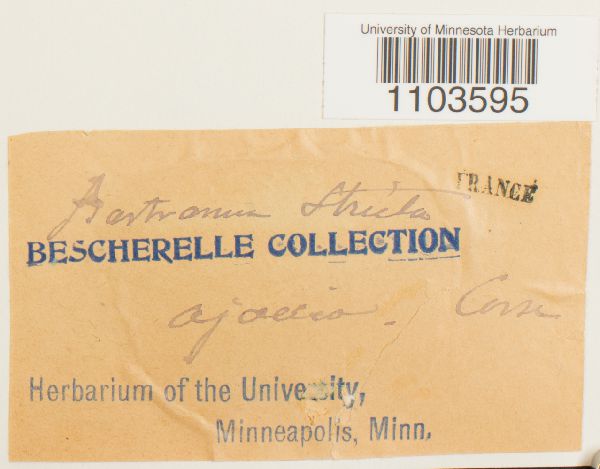 University of Minnesota Herbarium
1103595
FRANCE
Bartramia stricta
BESCHERELLE COLLECTION
ajaccio. Corse
Herbarium of the University,
Minneapolis, Minn.